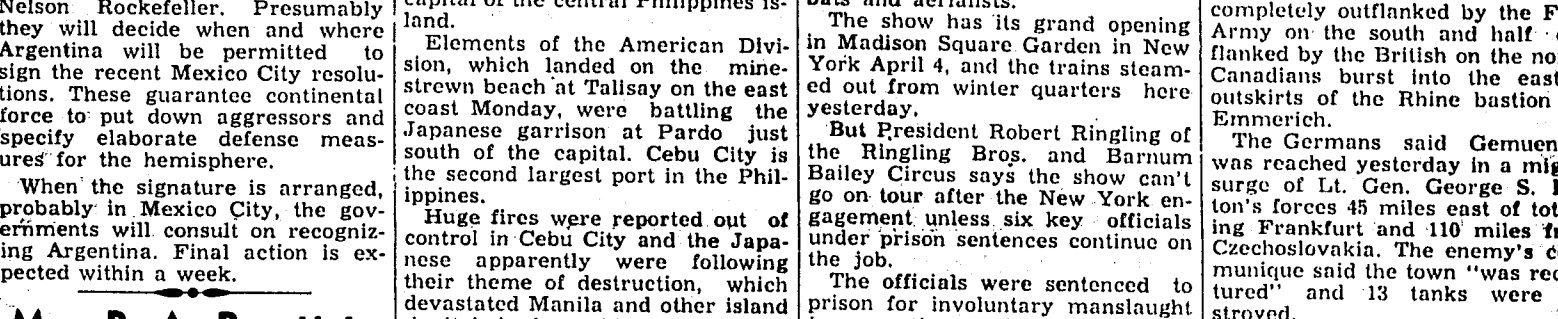 Nelson Rockefeller. Presumably
they will decide when and where
Argentina will be permitted to
sign the recent Mexico City resolu-
tions. These guarantee continental
force to put down aggressors and
specify elaborate defense meas-
ures for the hemisphere.
When the signature is arranged,
probably in Mexico City, the gov-
ernments will consult on recogniz-
ing Argentina. Final action is ex-
pected within a week.
capital of the central Philippines is-
land.
Elements of the American Divi-
sion, which landed on the mine-
strewn beach at Talisay on the east
coast Monday, were battling the
Japanese garrison at Pardo just
south of the capital. Cebu City is
the second largest port in the Phil-
ippines.
Huge fires were reported out of
control in Cebu City and the Japa-
nese apparently were following
their theme of destruction, which
devastated Manila and other island
and aerialists.
The show has its grand opening
in Madison Square Garden in New
York April 4, and the trains steam-
ed out from winter quarters here
yesterday.
But President Robert Ringling of
the Ringling Bros. and Barnum
Bailey Circus says the show can't
go on tour after the New York en-
gagement unless six key officials
under prison sentences continue on
the job.
The officials were sentenced to
prison for involuntary manslaught
completely outflanked by the F
Army on the south and half
flanked by the British on the no
Canadians burst into the east
outskirts of the Rhine bastion
Emmerich.
The Germans said Gemuen
was reached yesterday in a mig
surge of Lt. Gen. George S.
ton's forces 45 miles east of tot
ing Frankfurt and 110 miles fr
Czechoslovakia. The enemy's c
munique said the town "was rec
tured" and 13 tanks were
stroyed.